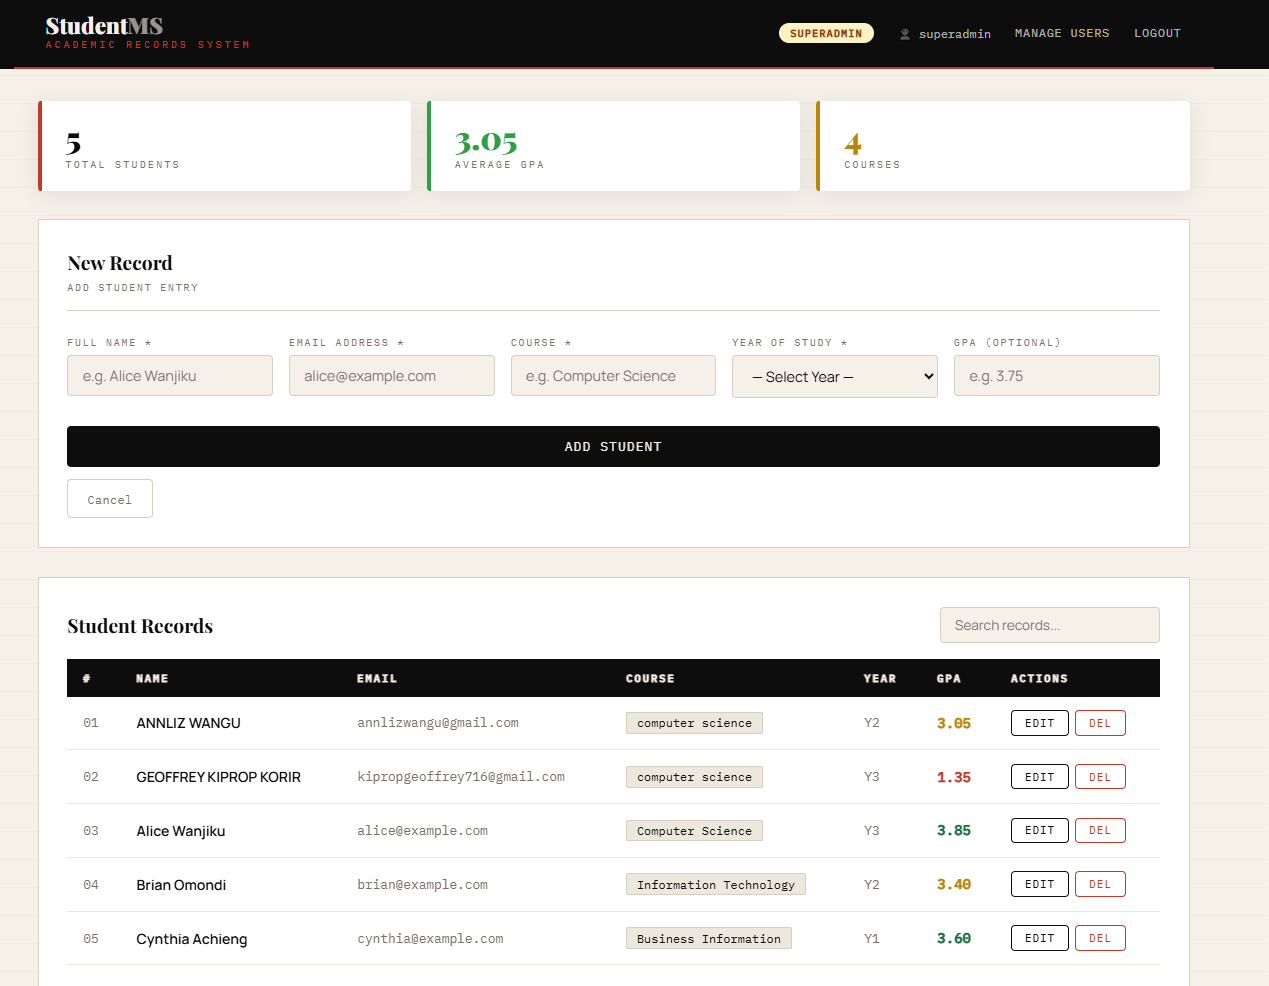 StudentMS
ACADEMIC RECORDS SYSTEM
SUPERADMIN superadmin MANAGE USERS LOGOUT
5
TOTAL STUDENTS
3.05
AVERAGE GPA
4
COURSES
New Record
ADD STUDENT ENTRY
FULL NAME * EMAIL ADDRESS * COURSE * YEAR OF STUDY * GPA (OPTIONAL)
e.g. Alice Wanjiku alice@example.com e.g. Computer Science — Select Year — e.g. 3.75
ADD STUDENT
Cancel
Student Records Search records...
# NAME EMAIL COURSE YEAR GPA ACTIONS
01 ANNLIZ WANGU annlizwangu@gmail.com computer science Y2 3.05 EDIT DEL
02 GEOFFREY KIPROP KORIR kipropgeoffrey716@gmail.com computer science Y3 1.35 EDIT DEL
03 Alice Wanjiku alice@example.com Computer Science Y3 3.85 EDIT DEL
04 Brian Omondi brian@example.com Information Technology Y2 3.40 EDIT DEL
05 Cynthia Achieng cynthia@example.com Business Information Y1 3.60 EDIT DEL